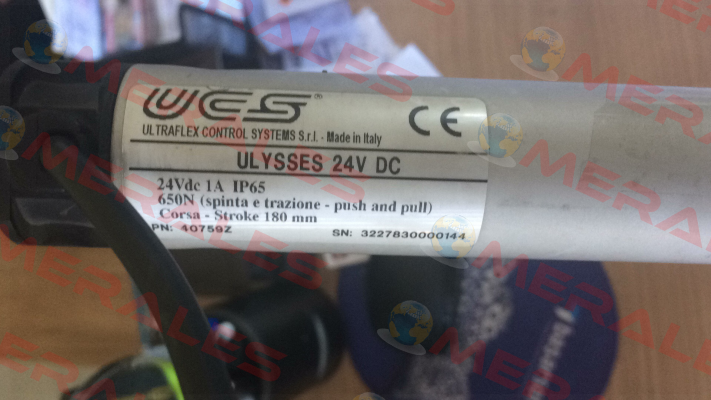 UCS®
ULTRAFLEX CONTROL SYSTEMS S.r.l. - Made in Italy
CE
ULYSSES 24V DC
24Vdc 1A IP65
650N (spinta e trazione - push and pull)
Corsa - Stroke 180 mm
PN: 40759Z SN: 3227830000144
MERALES